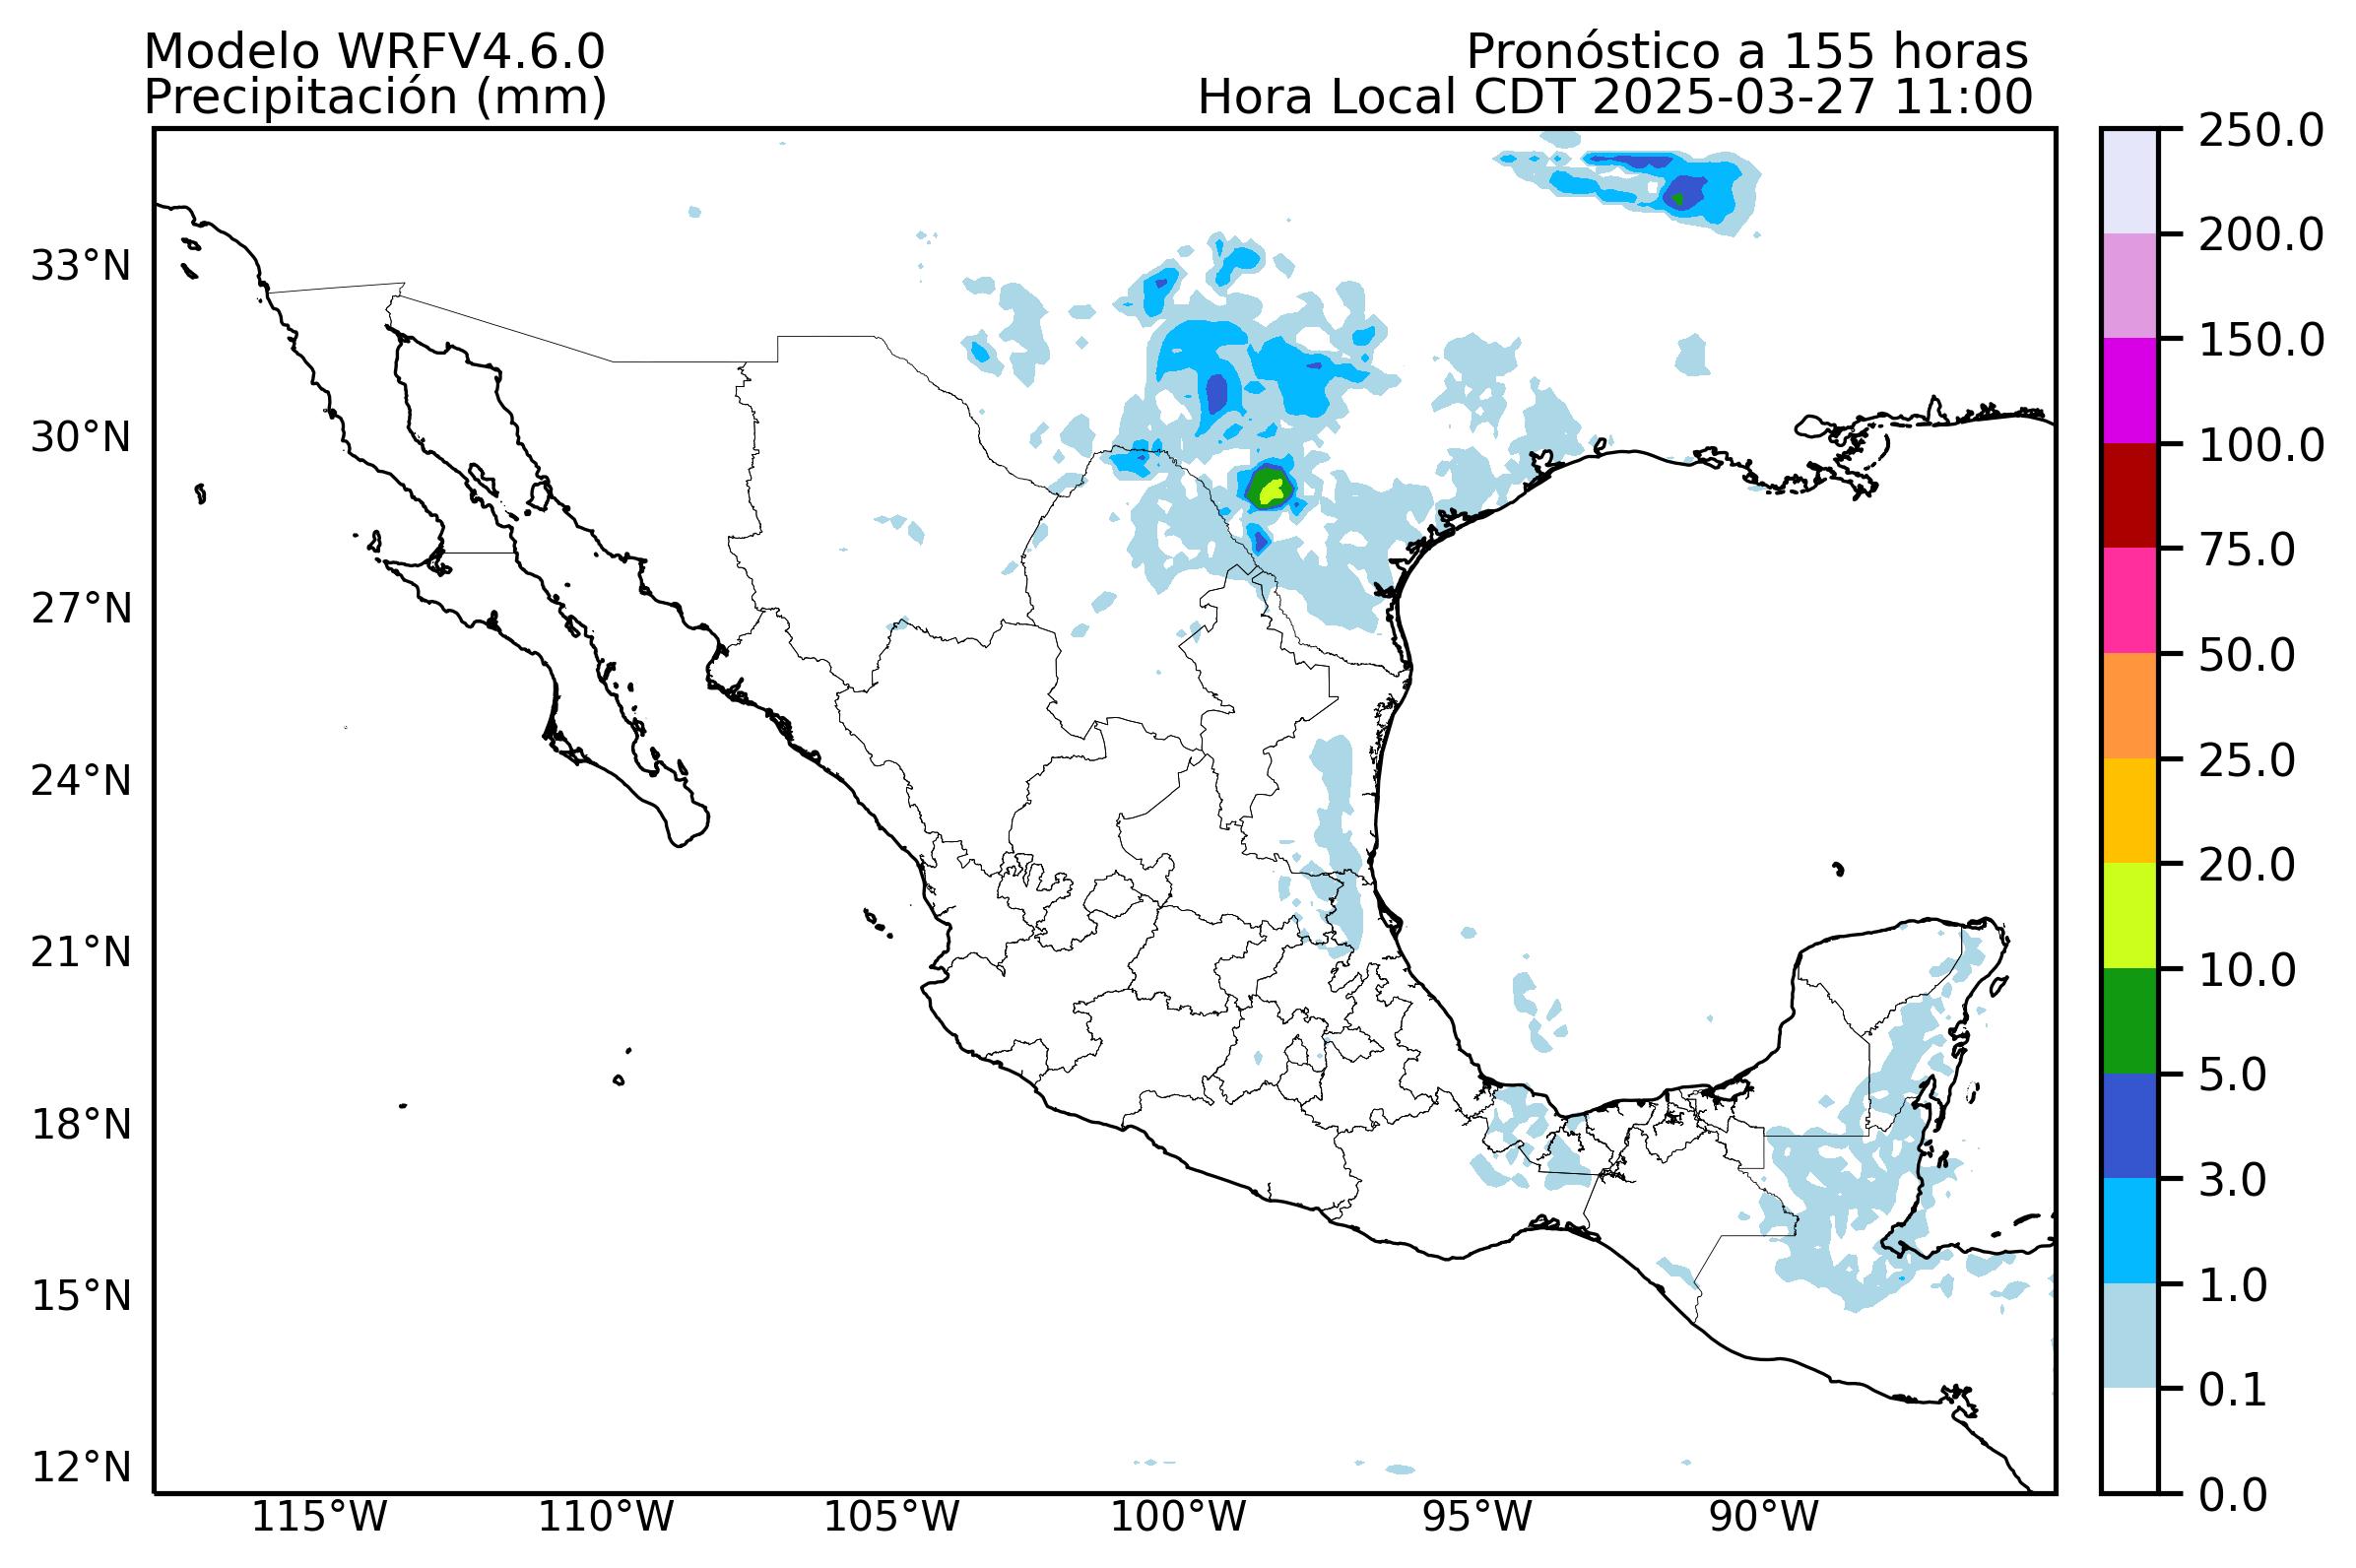 Modelo WRFV4.6.0
Precipitación (mm)
Pronóstico a 155 horas
Hora Local CDT 2025-03-27 11:00
33°N
30°N
27°N
24°N
21°N
18°N
15°N
12°N
115°W
110°W
105°W
100°W
95°W
90°W
250.0
200.0
150.0
100.0
75.0
50.0
25.0
20.0
10.0
5.0
3.0
1.0
0.1
0.0